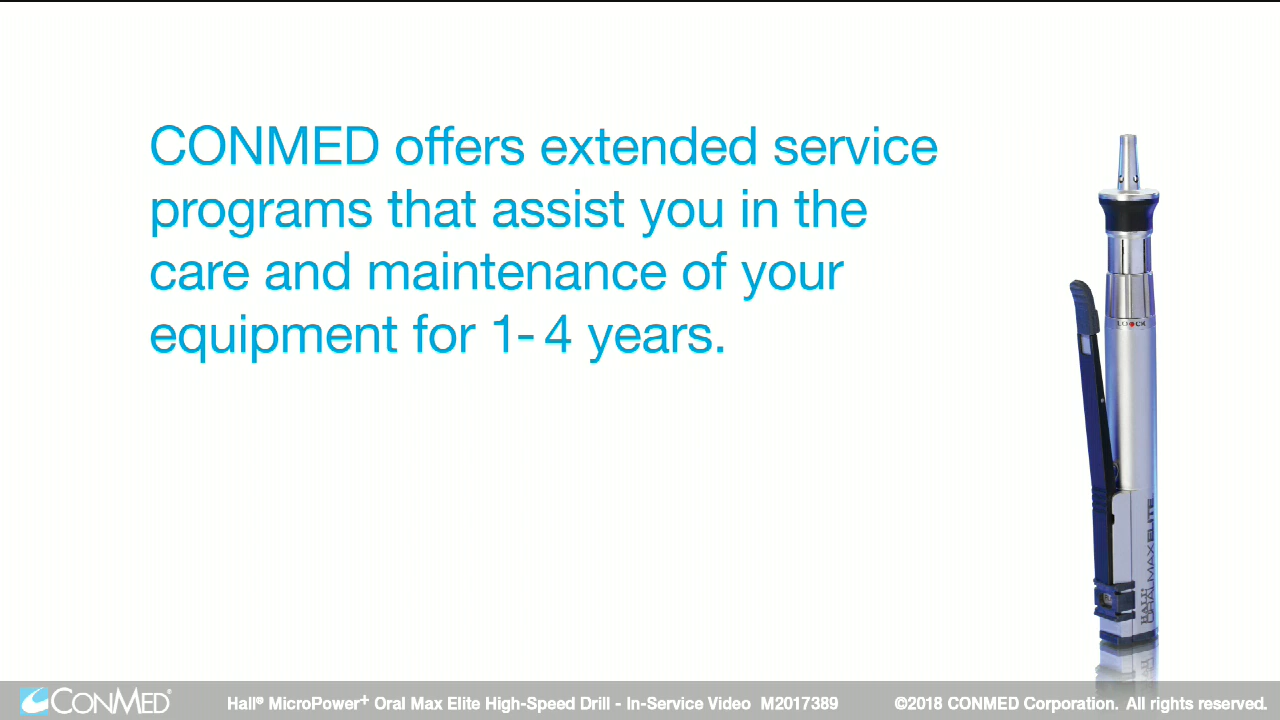 CONMED offers extended service
programs that assist you in the
care and maintenance of your
equipment for 1- 4 years.
HALL
ORALMAX ELITE
CONMED®
Hall® MicroPower+ Oral Max Elite High-Speed Drill - In-Service Video M2017389
©2018 CONMED Corporation. All rights reserved.